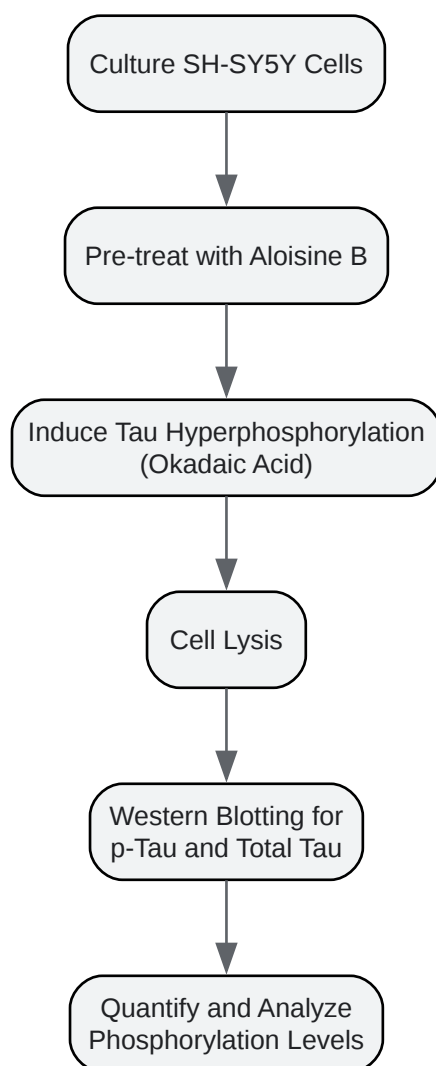 Culture SH-SY5Y Cells
Pre-treat with Aloisine B
Induce Tau Hyperphosphorylation
(Okadaic Acid)
Cell Lysis
Western Blotting for
p-Tau and Total Tau
Quantify and Analyze
Phosphorylation Levels